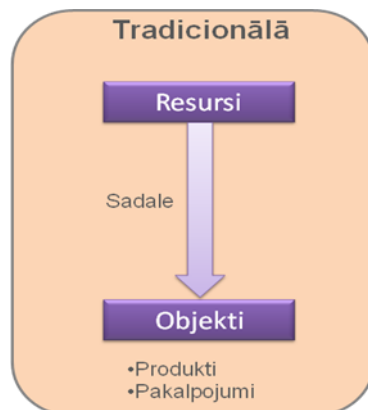 Tradicionālā
Resursi
Sadale
Objekti
•Produkti
•Pakalpojumi